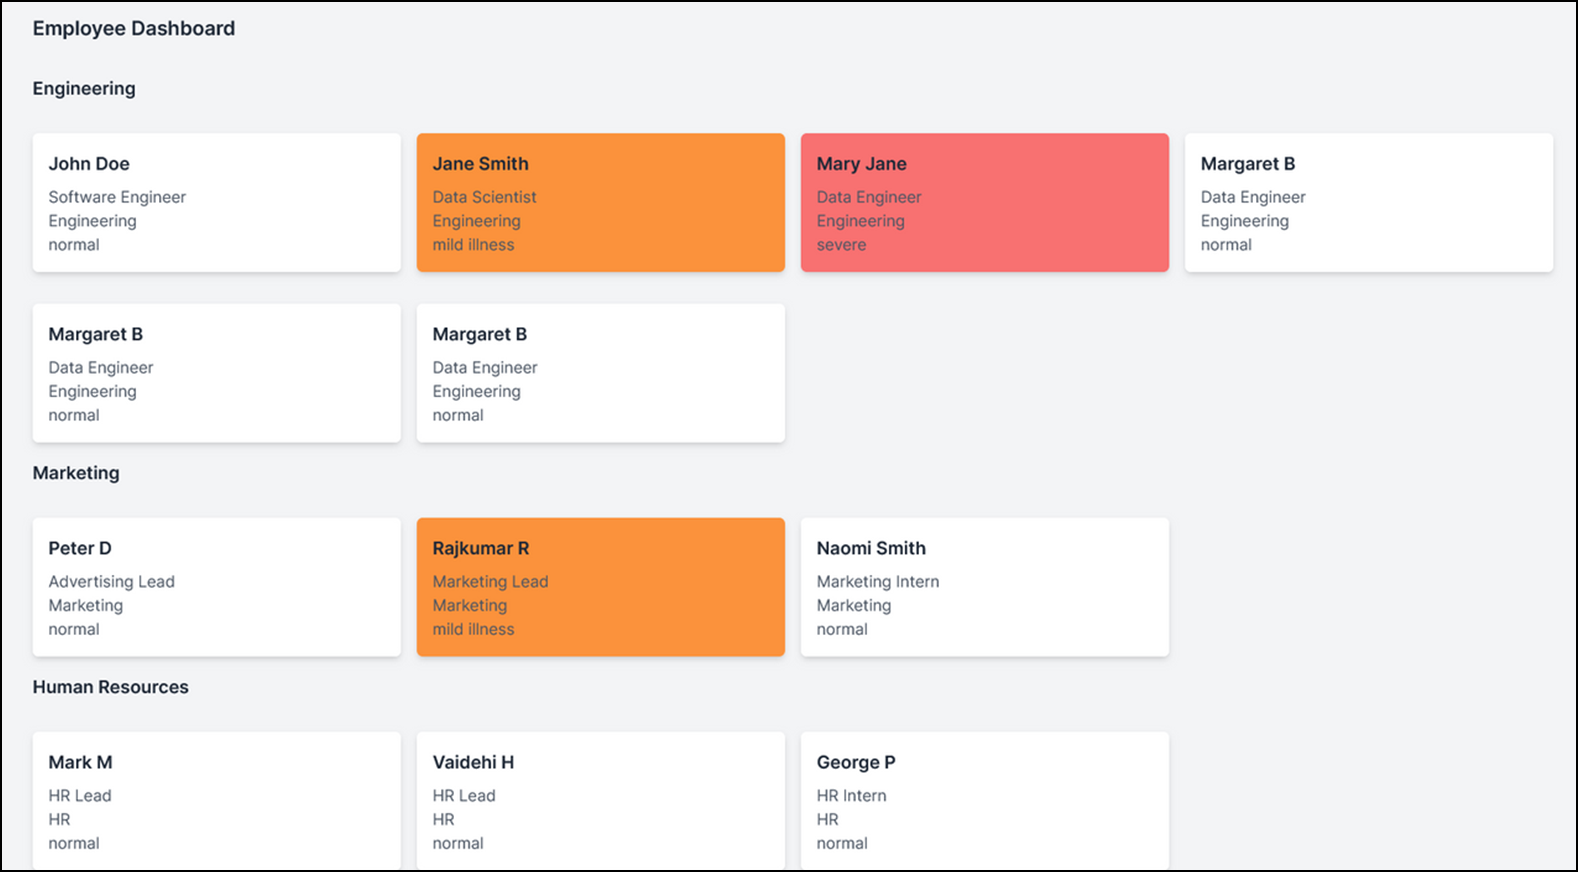 Employee Dashboard
Engineering
John Doe
Software Engineer
Engineering
normal
Jane Smith
Data Scientist
Engineering
mild illness
Mary Jane
Data Engineer
Engineering
severe
Margaret B
Data Engineer
Engineering
normal
Margaret B
Data Engineer
Engineering
normal
Margaret B
Data Engineer
Engineering
normal
Marketing
Peter D
Advertising Lead
Marketing
normal
Rajkumar R
Marketing Lead
Marketing
mild illness
Naomi Smith
Marketing Intern
Marketing
normal
Human Resources
Mark M
HR Lead
HR
normal
Vaidehi H
HR Lead
HR
normal
George P
HR Intern
HR
normal